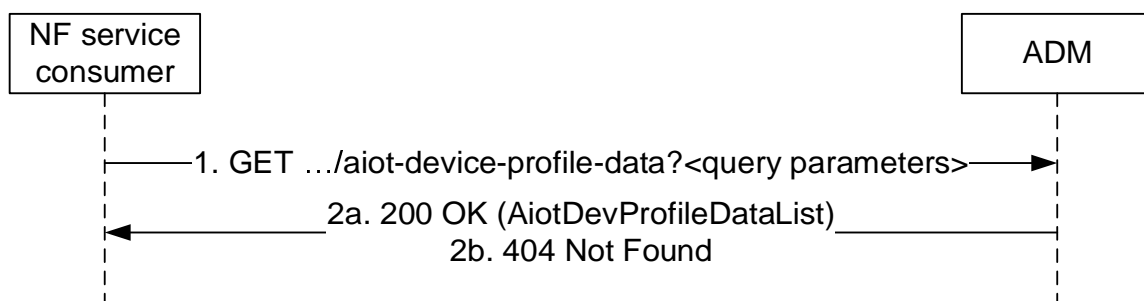 NF service
consumer
ADM
1. GET …/aiot-device-profile-data?<query parameters>
2a. 200 OK (AiotDevProfileDataList)
2b. 404 Not Found